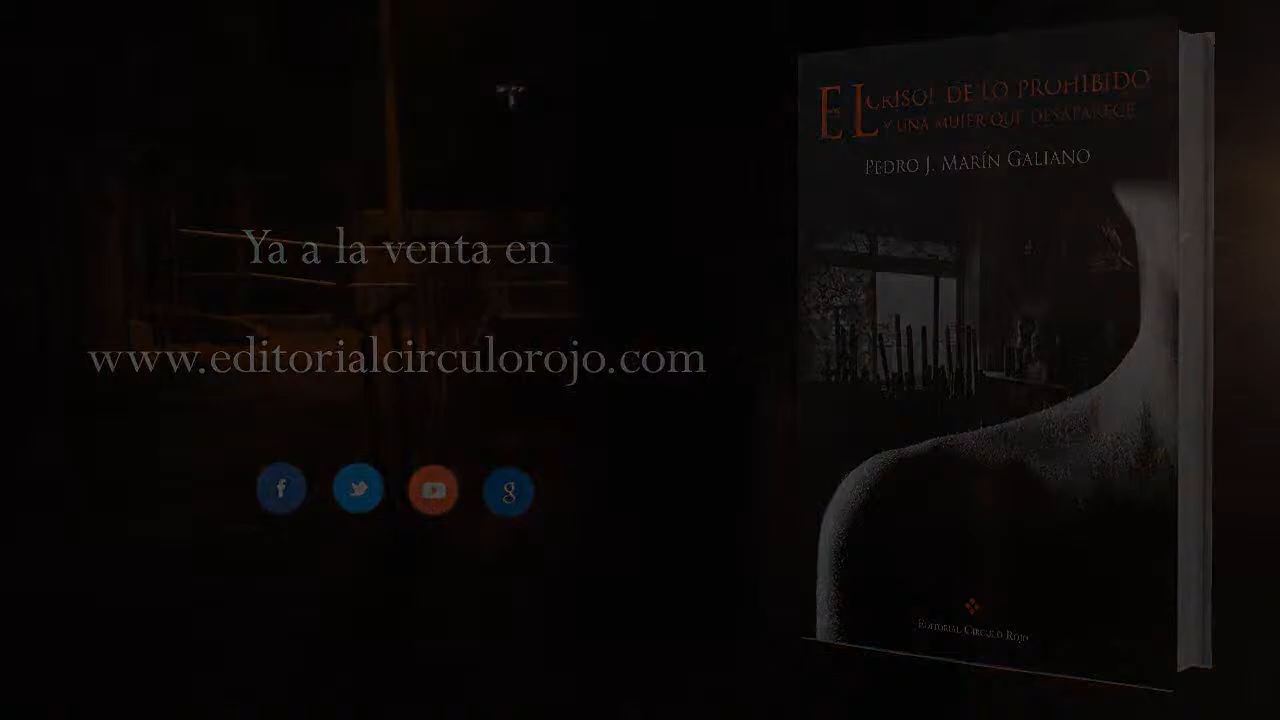 Ya a la venta en
www.editorialcirculorojo.com
EL CRISOL DE LO PROHIBIDO
Y UNA MUJER QUE DESAPARECE
PEDRO J. MARÍN GALIANO
EDITORIAL CÍRCULO ROJO